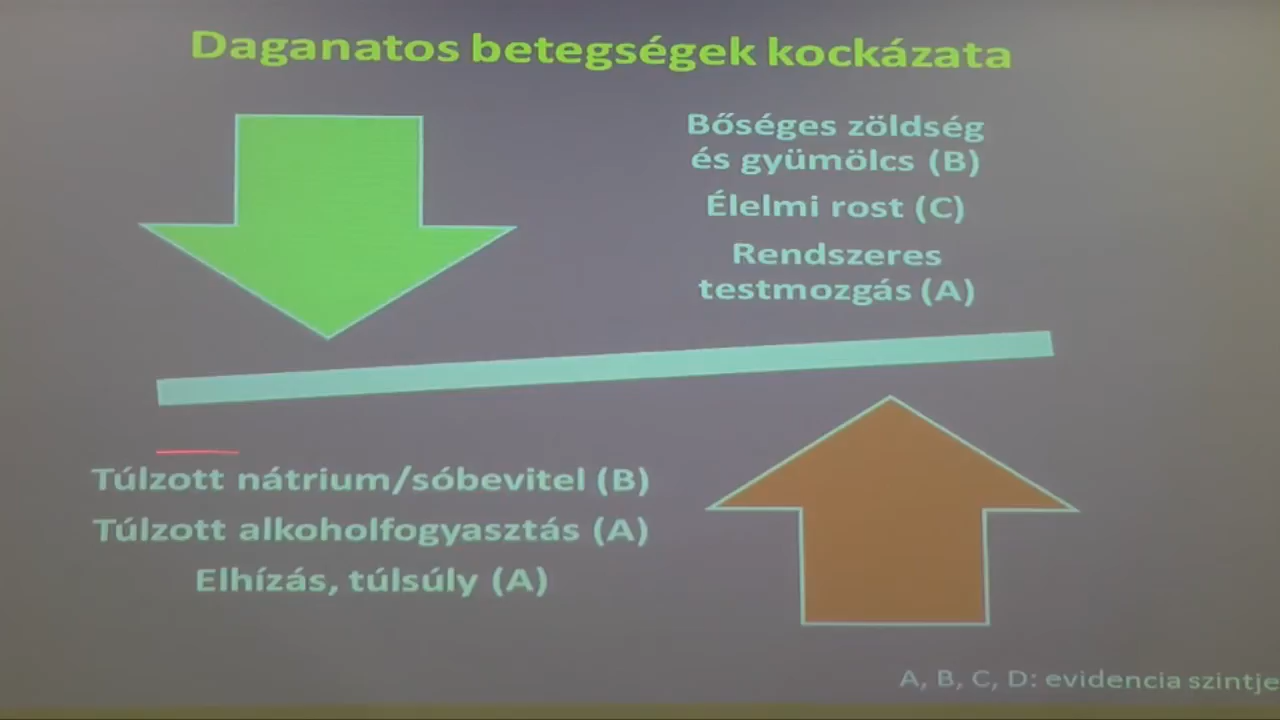 Daganatos betegségek kockázata
Bőséges zöldség
és gyümölcs (B)
Élelmi rost (C)
Rendszeres
testmozgás (A)
Túlzott nátrium/sóbevitel (B)
Túlzott alkoholfogyasztás (A)
Elhízás, túlsúly (A)
A, B, C, D: evidencia szintje